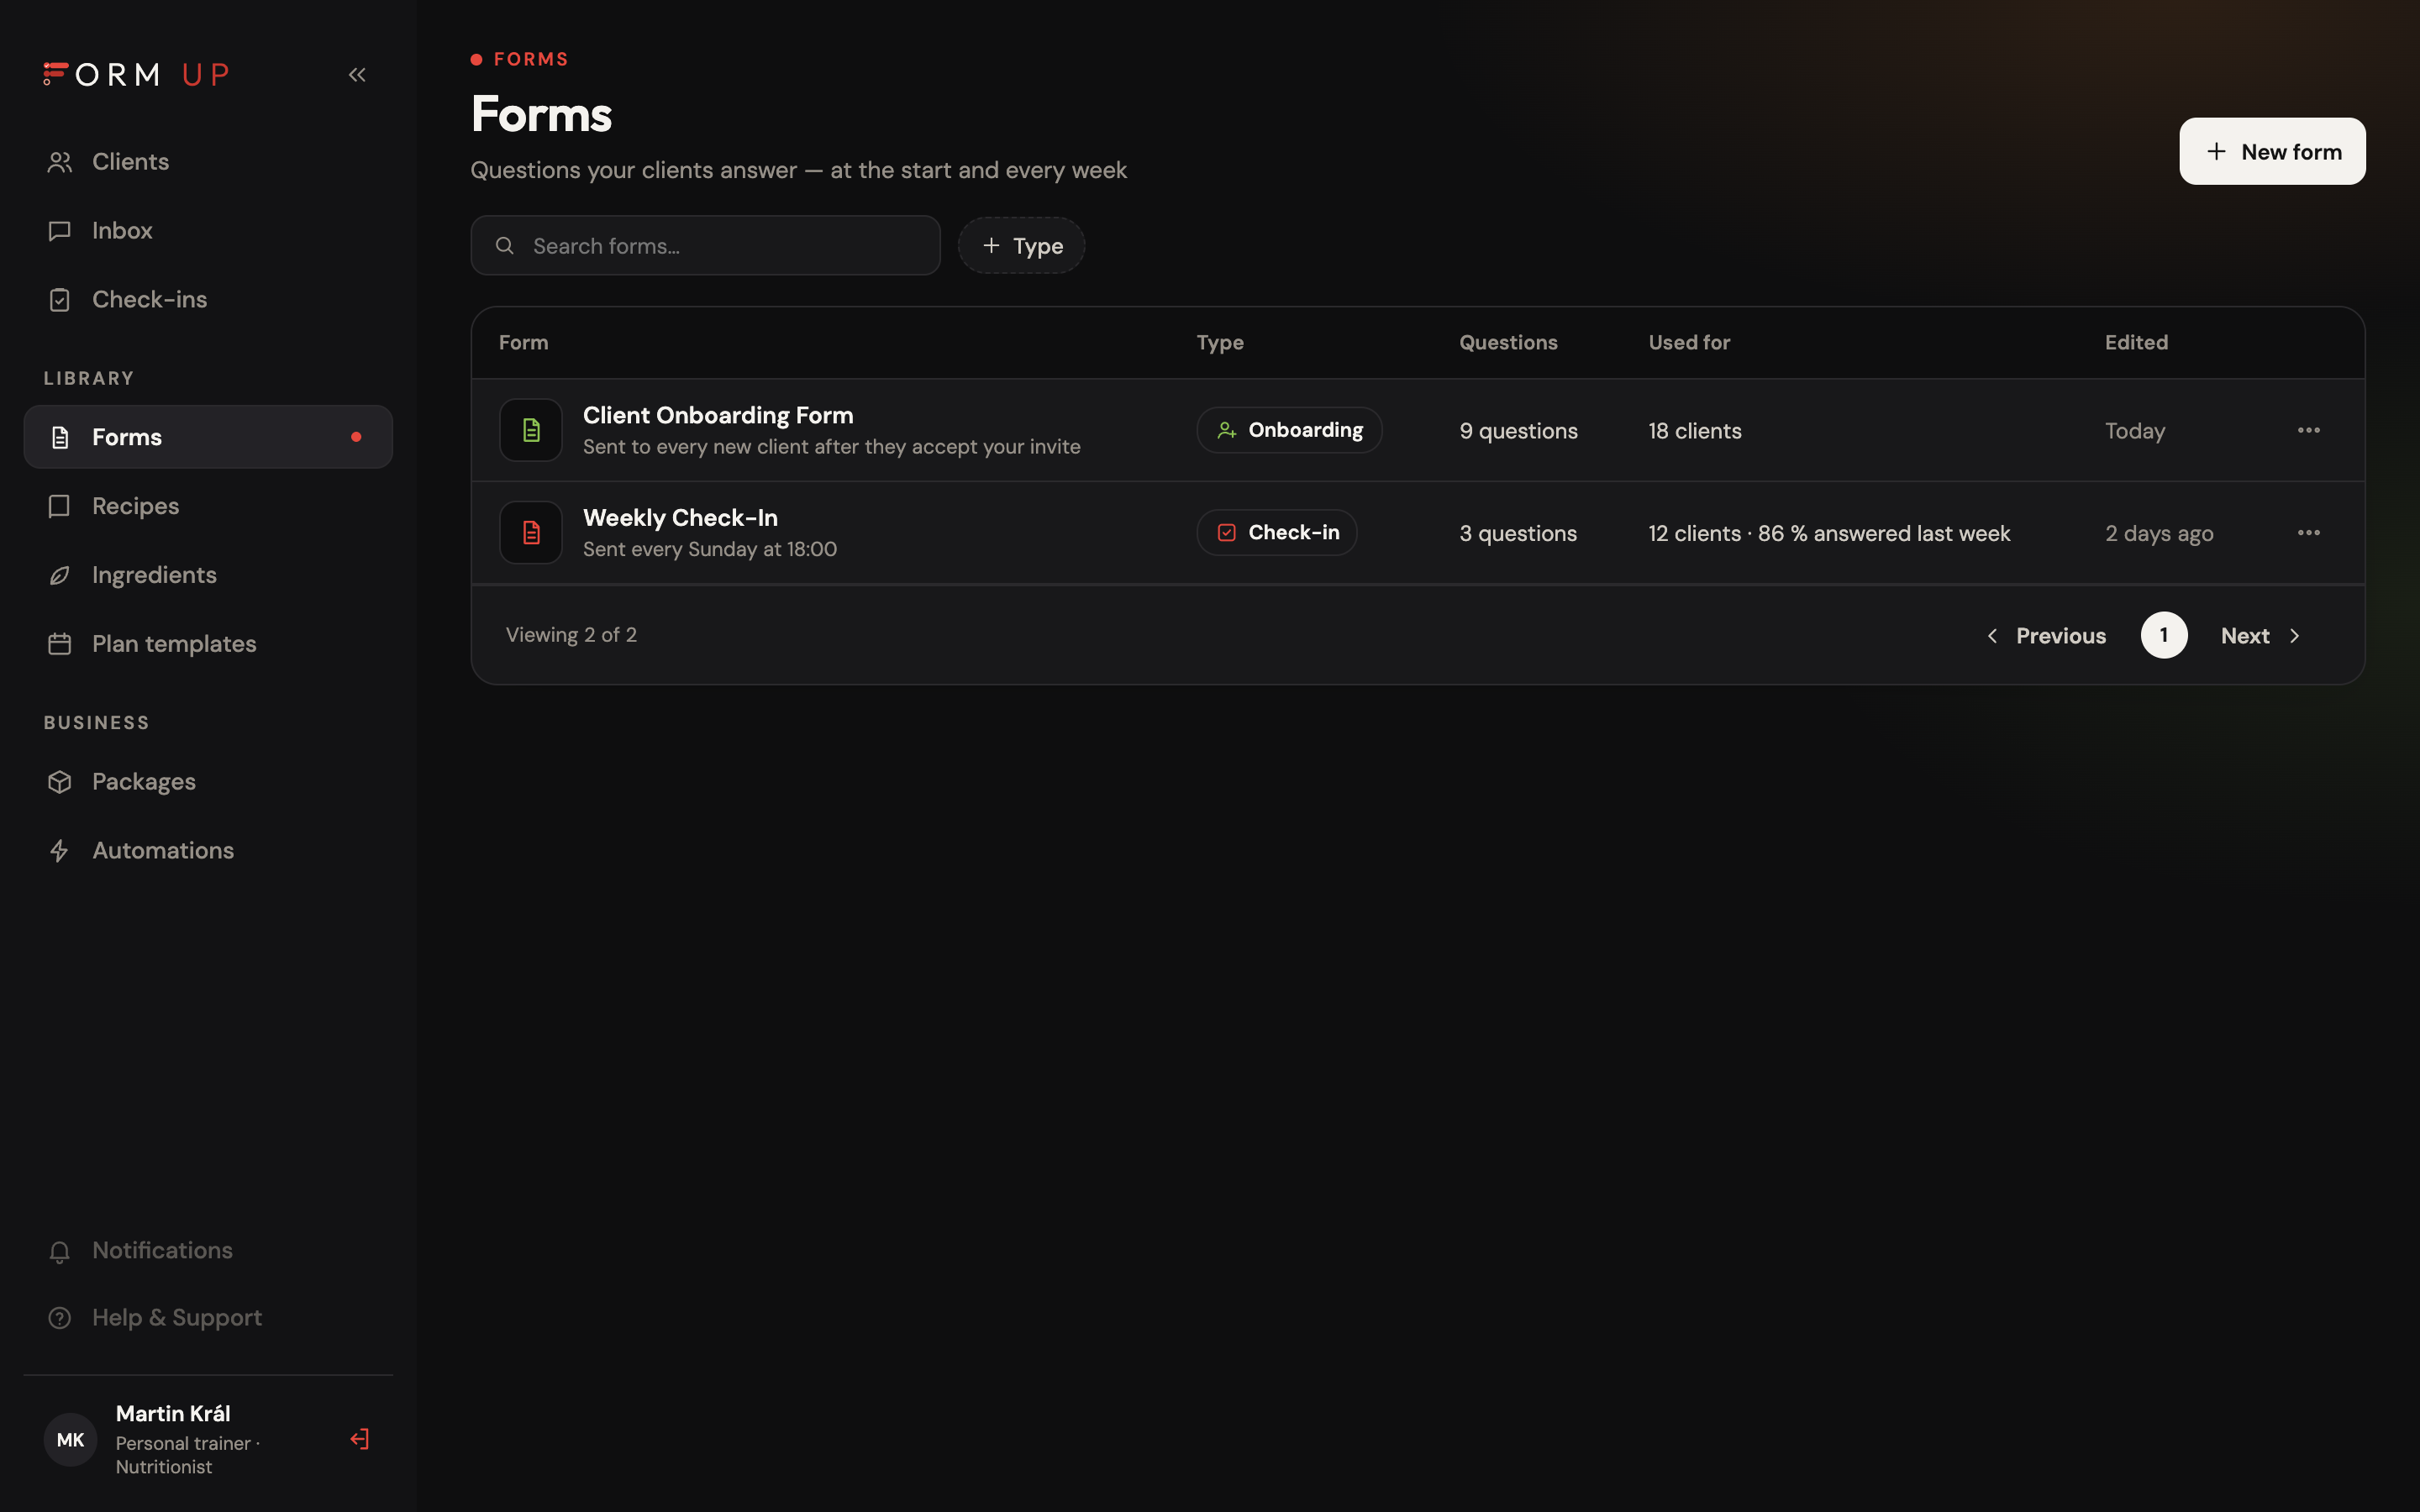 FORM UP
Clients
Inbox
Check-ins
LIBRARY
Forms
Recipes
Ingredients
Plan templates
BUSINESS
Packages
Automations
Notifications
Help & Support
MK
Martin Král
Personal trainer ·
Nutritionist
FORMS
Forms
Questions your clients answer — at the start and every week
New form
Search forms...
Type
Form Type Questions Used for Edited
Client Onboarding Form
Sent to every new client after they accept your invite
Onboarding 9 questions 18 clients Today
Weekly Check-In
Sent every Sunday at 18:00
Check-in 3 questions 12 clients · 86 % answered last week 2 days ago
Viewing 2 of 2
Previous 1 Next